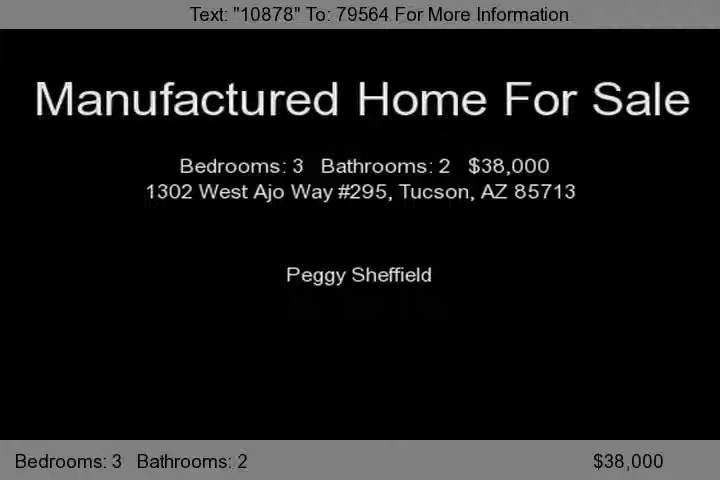 Text: "10878" To: 79564 For More Information
Manufactured Home For Sale
Bedrooms: 3 Bathrooms: 2 $38,000
1302 West Ajo Way #295, Tucson, AZ 85713
Peggy Sheffield
Bedrooms: 3 Bathrooms: 2 $38,000